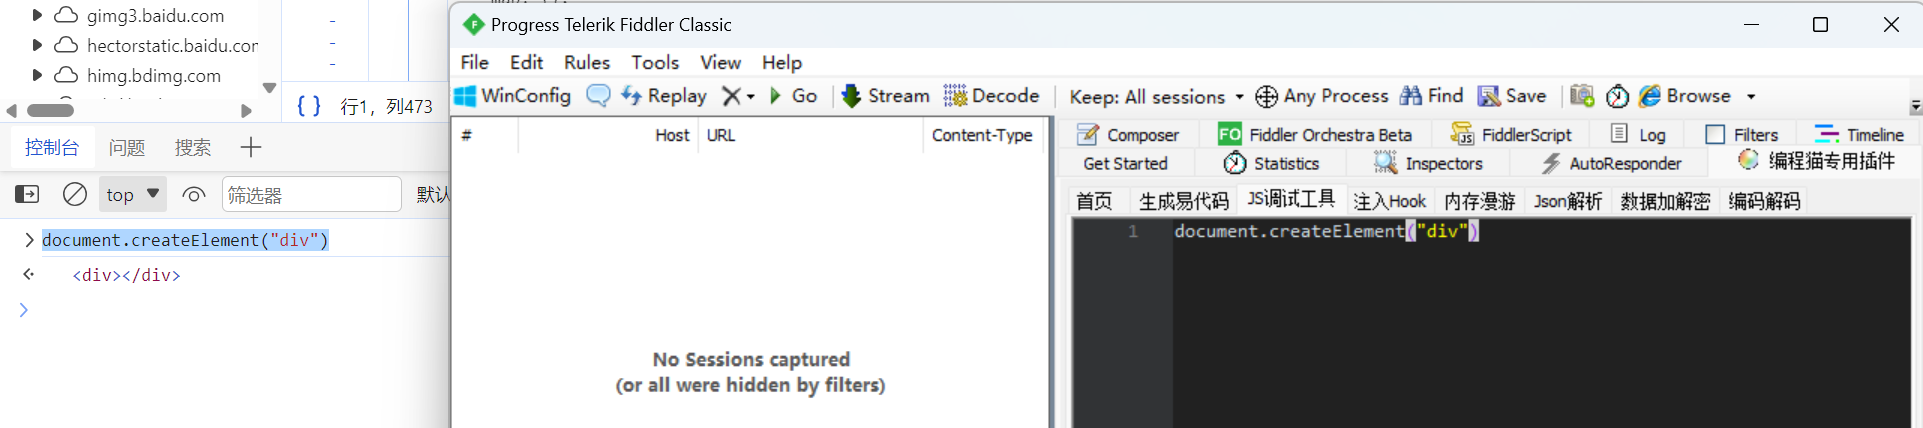 gimg3.baidu.com
hectorstatic.baidu.con
himg.bdimg.com
{ } 行1，列473
控制台 问题 搜索
top 筛选器 默认
document.createElement("div")
<div></div>
Progress Telerik Fiddler Classic
File Edit Rules Tools View Help
WinConfig Replay Go Stream Decode Keep: All sessions Any Process Find Save Browse
# Host URL Content-Type
No Sessions captured
(or all were hidden by filters)
Composer FO Fiddler Orchestra Beta JS FiddlerScript Log Filters Timeline
Get Started Statistics Inspectors AutoResponder 编程猫专用插件
首页 生成易代码 JS调试工具 注入Hook 内存漫游 Json解析 数据加解密 编码解码
1 document.createElement("div")